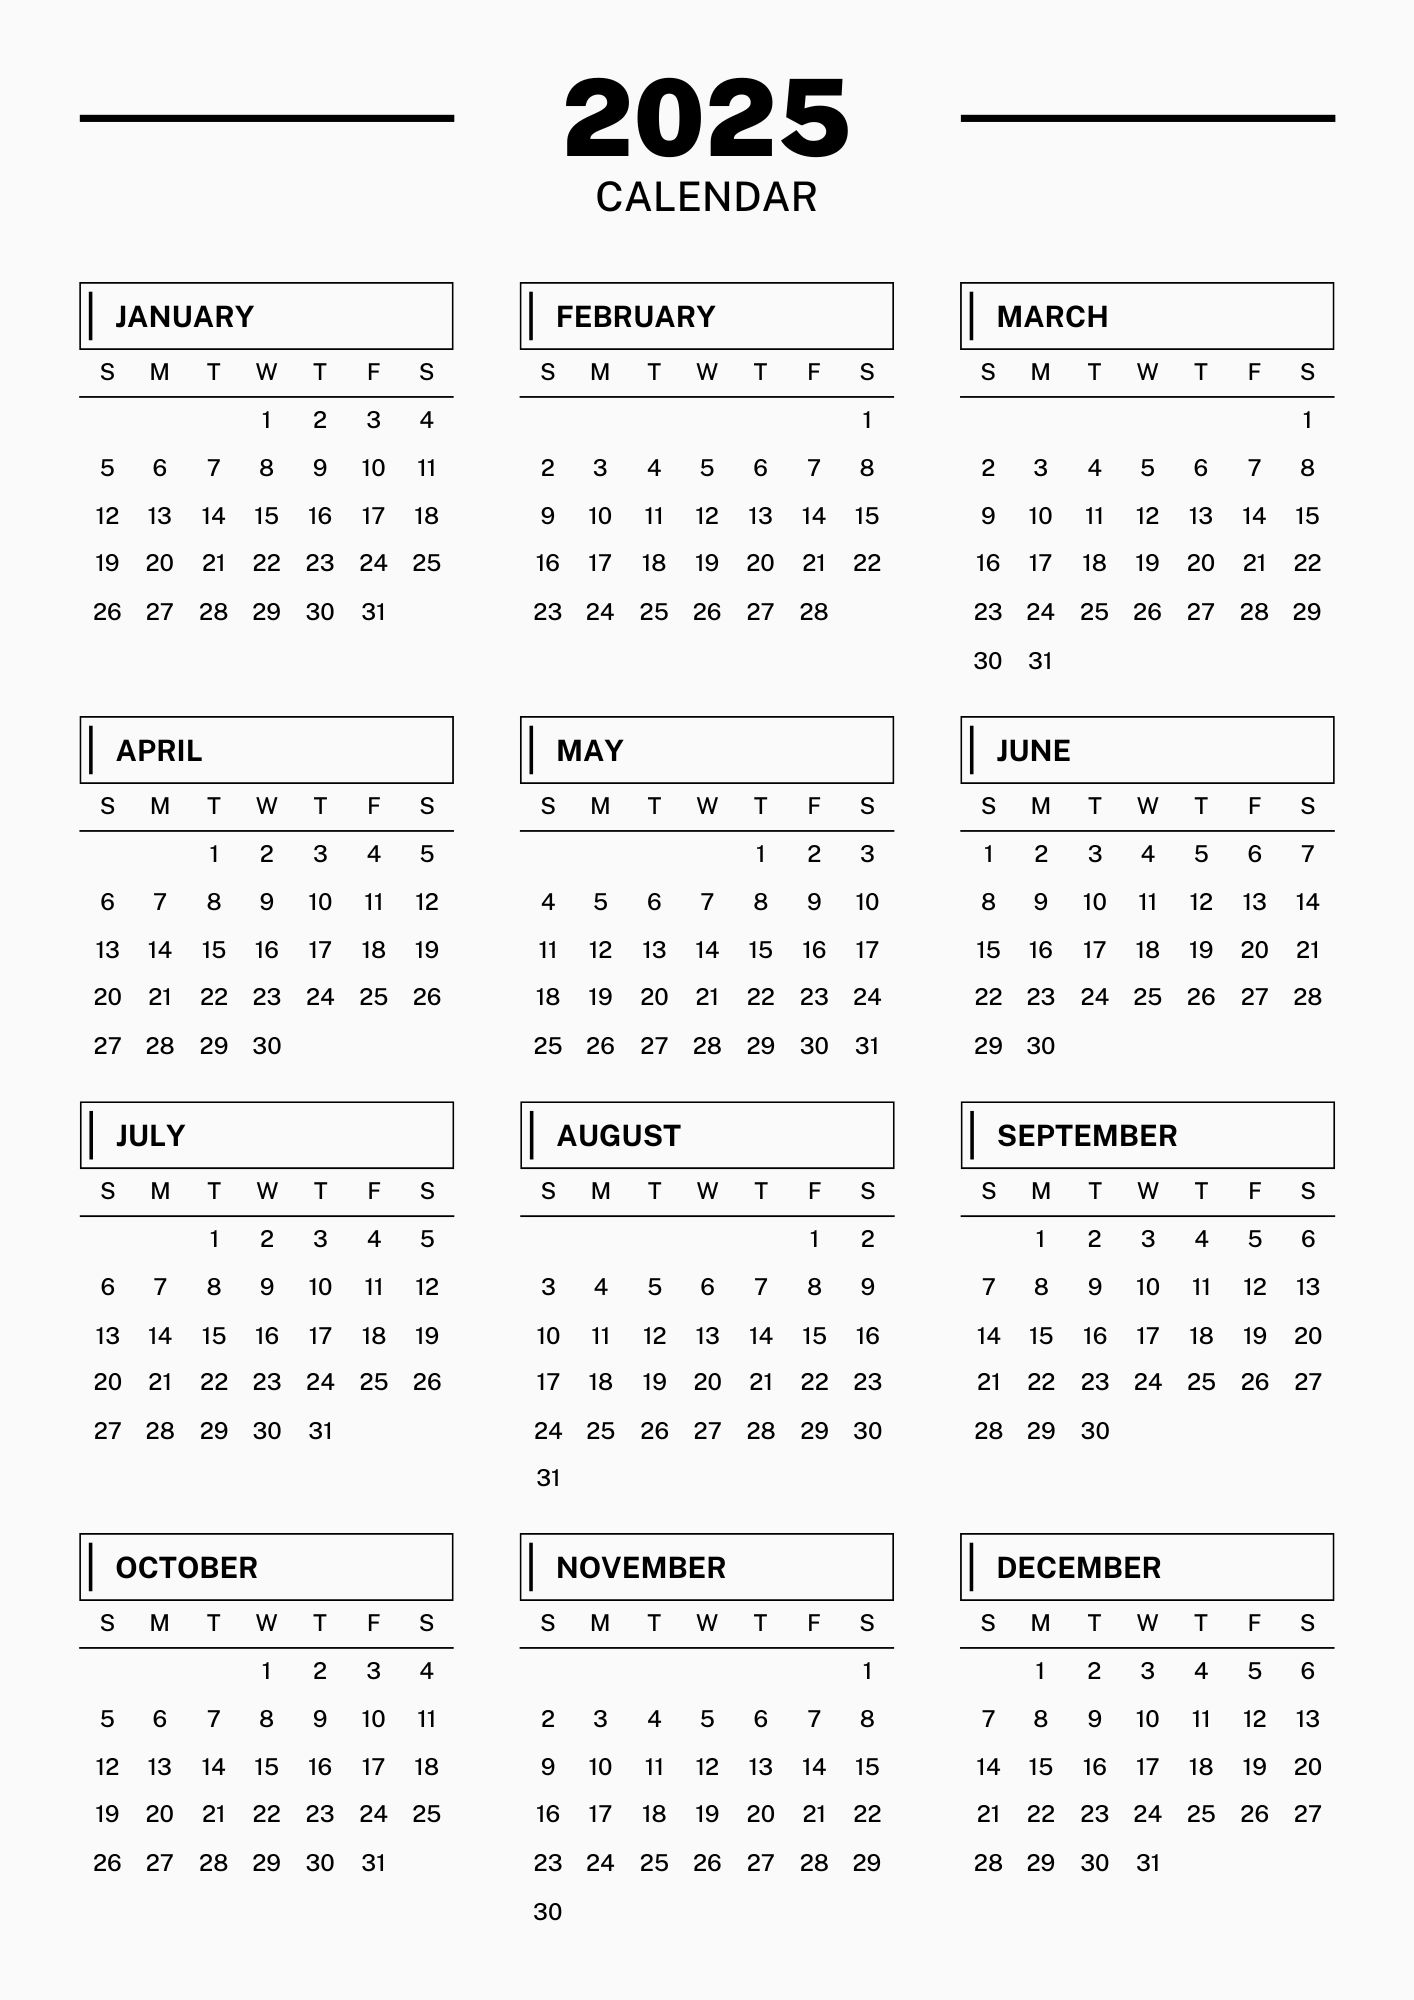 2025
CALENDAR
JANUARY
S M T W T F S
1 2 3 4
5 6 7 8 9 10 11
12 13 14 15 16 17 18
19 20 21 22 23 24 25
26 27 28 29 30 31
FEBRUARY
S M T W T F S
1
2 3 4 5 6 7 8
9 10 11 12 13 14 15
16 17 18 19 20 21 22
23 24 25 26 27 28
MARCH
S M T W T F S
1
2 3 4 5 6 7 8
9 10 11 12 13 14 15
16 17 18 19 20 21 22
23 24 25 26 27 28 29
30 31
APRIL
S M T W T F S
1 2 3 4 5
6 7 8 9 10 11 12
13 14 15 16 17 18 19
20 21 22 23 24 25 26
27 28 29 30
MAY
S M T W T F S
1 2 3
4 5 6 7 8 9 10
11 12 13 14 15 16 17
18 19 20 21 22 23 24
25 26 27 28 29 30 31
JUNE
S M T W T F S
1 2 3 4 5 6 7
8 9 10 11 12 13 14
15 16 17 18 19 20 21
22 23 24 25 26 27 28
29 30
JULY
S M T W T F S
1 2 3 4 5
6 7 8 9 10 11 12
13 14 15 16 17 18 19
20 21 22 23 24 25 26
27 28 29 30 31
AUGUST
S M T W T F S
1 2
3 4 5 6 7 8 9
10 11 12 13 14 15 16
17 18 19 20 21 22 23
24 25 26 27 28 29 30
31
SEPTEMBER
S M T W T F S
1 2 3 4 5 6
7 8 9 10 11 12 13
14 15 16 17 18 19 20
21 22 23 24 25 26 27
28 29 30
OCTOBER
S M T W T F S
1 2 3 4
5 6 7 8 9 10 11
12 13 14 15 16 17 18
19 20 21 22 23 24 25
26 27 28 29 30 31
NOVEMBER
S M T W T F S
1
2 3 4 5 6 7 8
9 10 11 12 13 14 15
16 17 18 19 20 21 22
23 24 25 26 27 28 29
30
DECEMBER
S M T W T F S
1 2 3 4 5 6
7 8 9 10 11 12 13
14 15 16 17 18 19 20
21 22 23 24 25 26 27
28 29 30 31